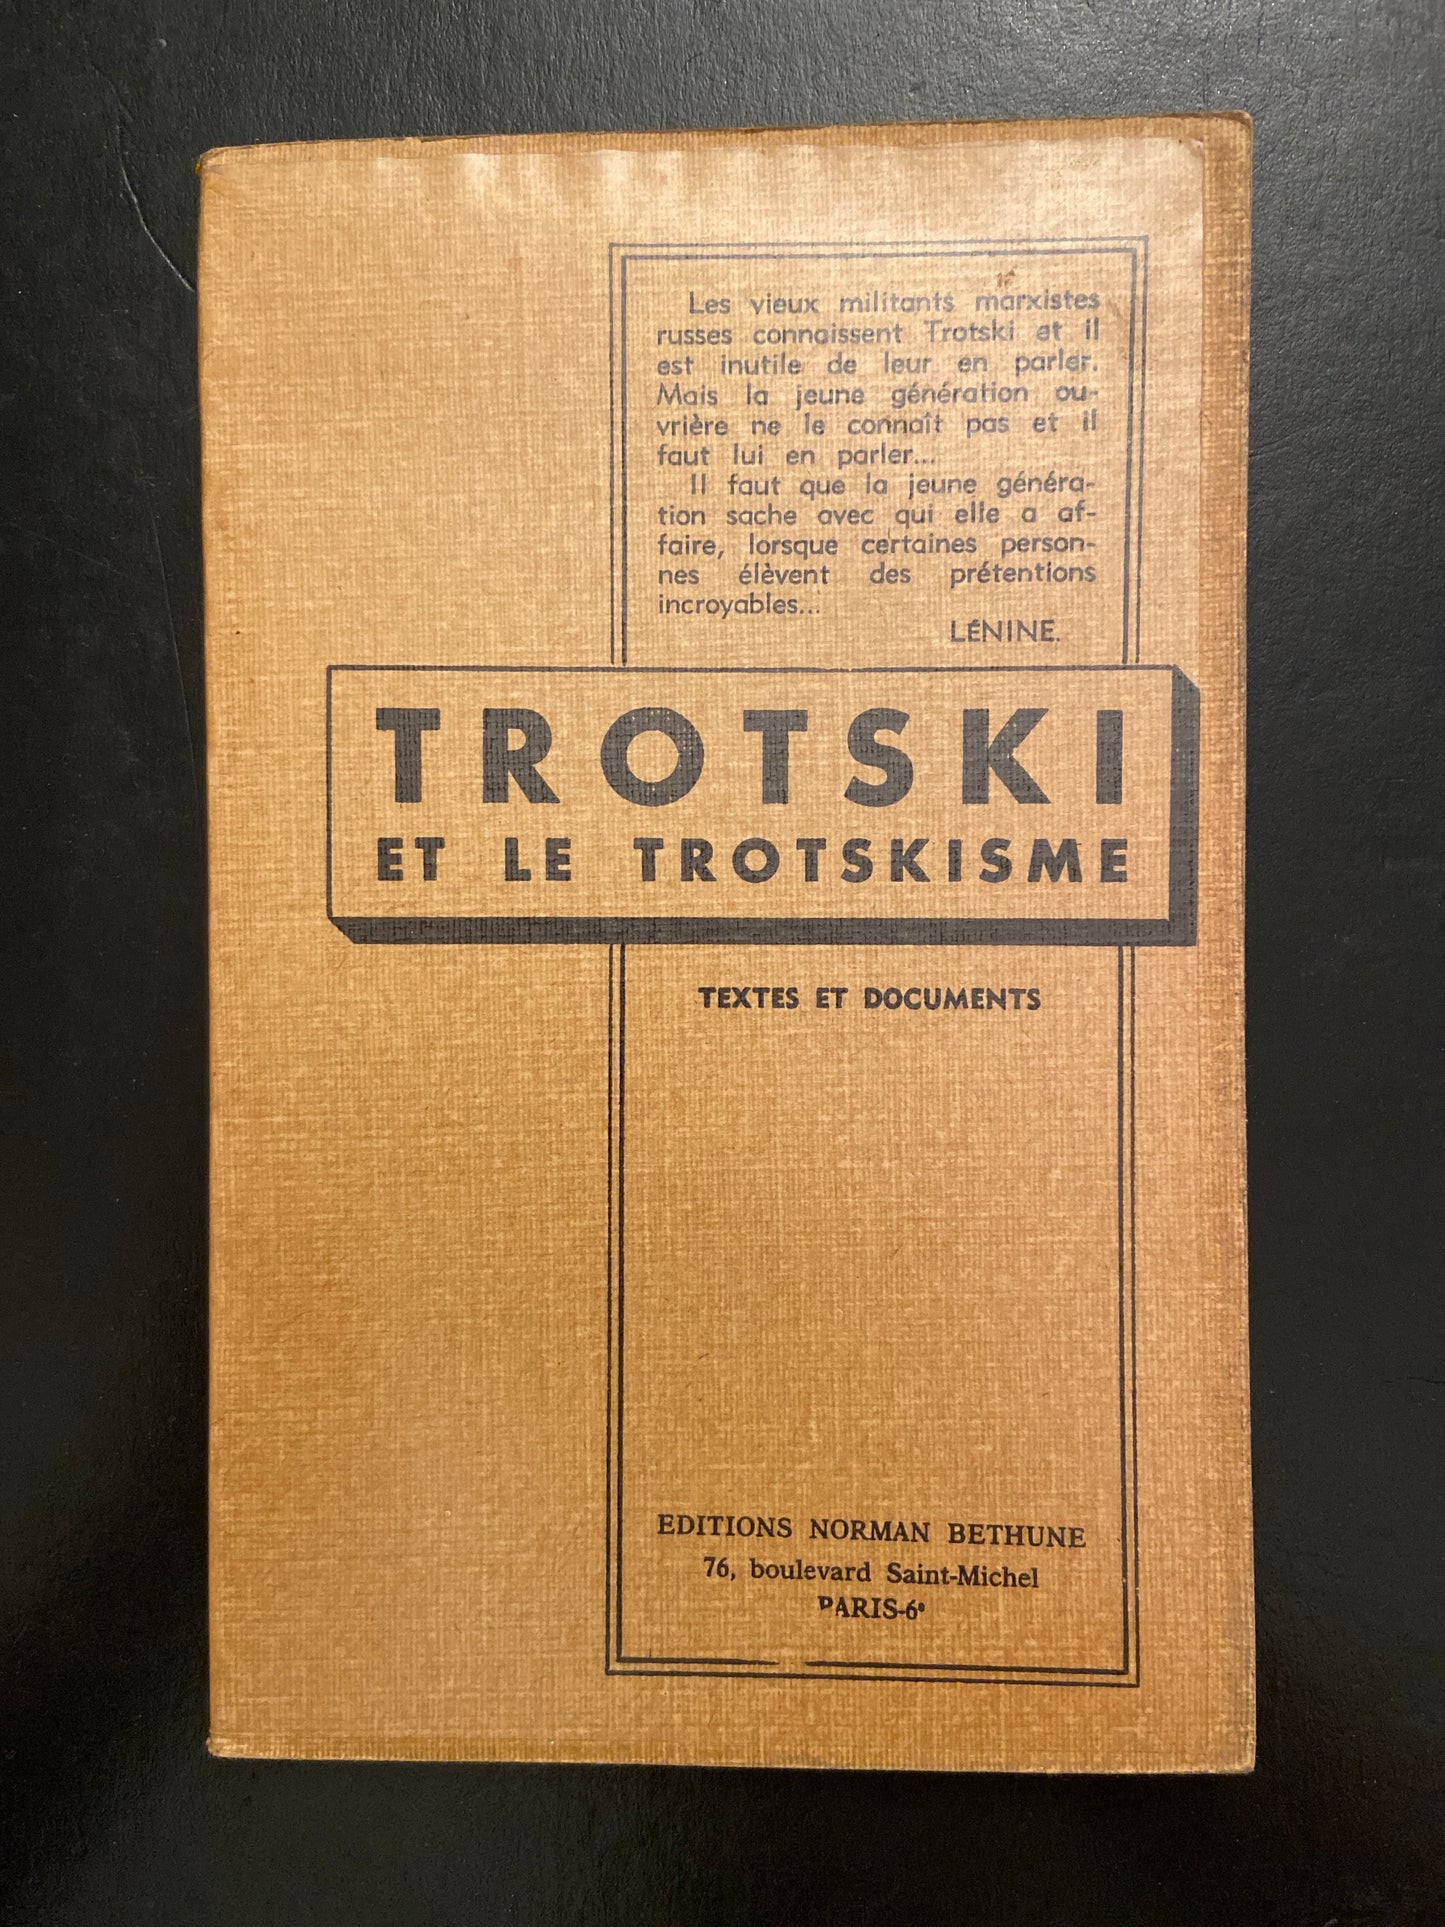 Les vieux militants marxistes
russes connaissent Trotski et il
est inutile de leur en parler.
Mais la jeune génération ou-
vrière ne le connaît pas et il
faut lui en parler...
Il faut que la jeune généra-
tion sache avec qui elle a af-
faire, lorsque certaines person-
nes élèvent des prétentions
incroyables...
LÉNINE.
TROTSKI
ET LE TROTSKISME
TEXTES ET DOCUMENTS
EDITIONS NORMAN BETHUNE
76, boulevard Saint-Michel
PARIS-6e